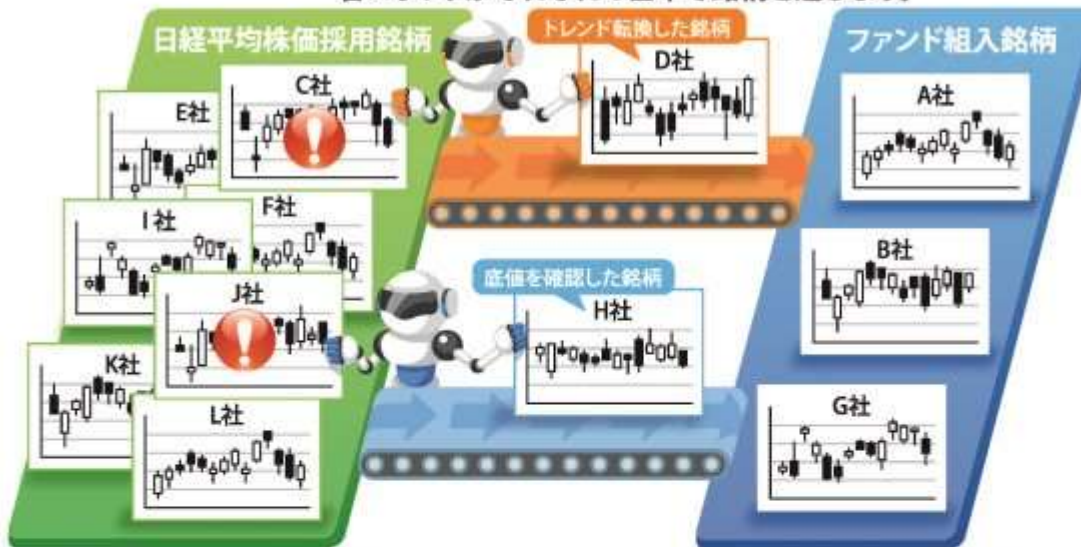 日経平均株価採用銘柄
トレンド転換した銘柄
ファンド組入銘柄
C社
D社
E社
A社
I社
F社
B社
底値を確認した銘柄
J社
H社
K社
L社
G社